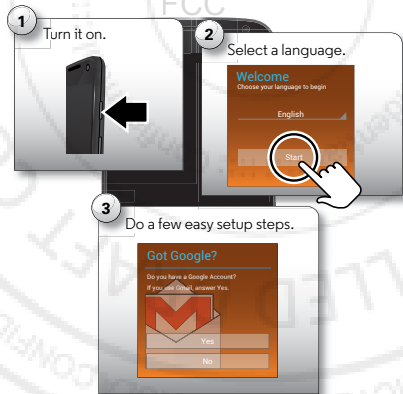 FCC
1
Turn it on.
2
Select a language.
Welcome
Choose your language to begin
English
Start
3
Do a few easy setup steps.
Got Google?
Do you have a Google Account?
If you use Gmail, answer Yes.
Yes
No